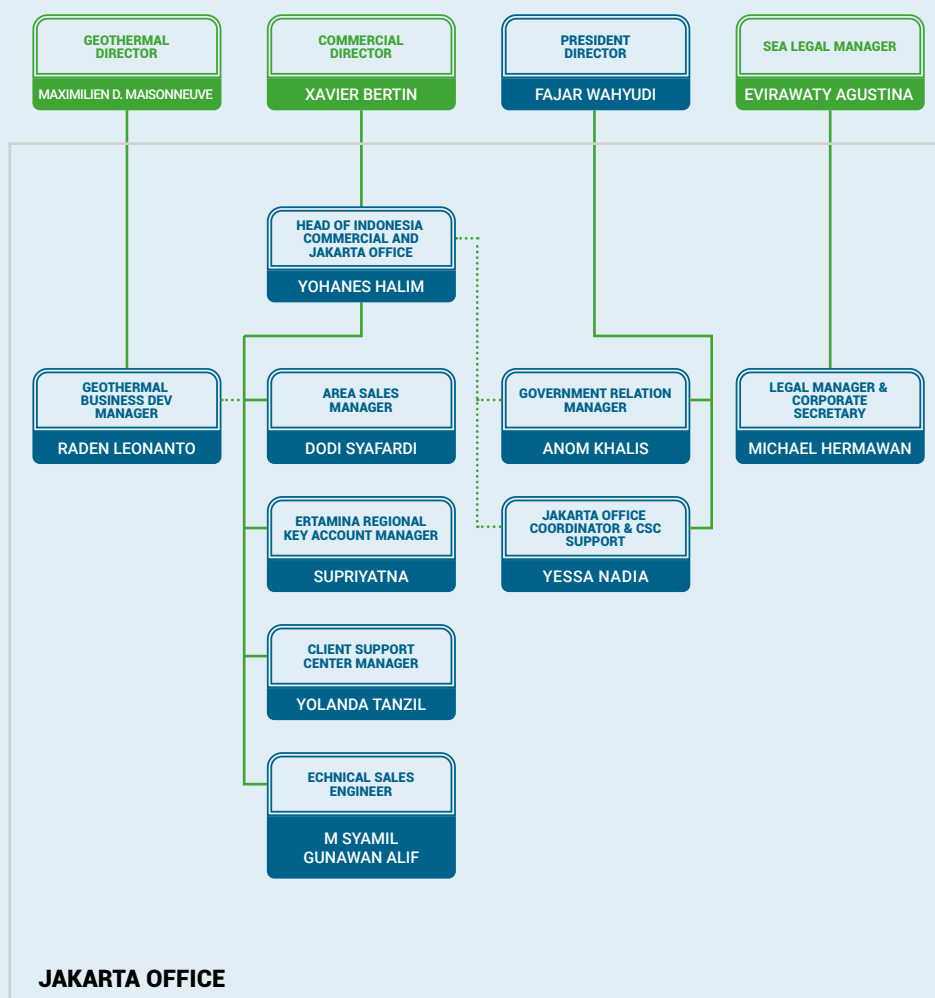 GEOTHERMAL
DIRECTOR
MAXIMILIEN D. MAISONNEUVE
COMMERCIAL
DIRECTOR
XAVIER BERTIN
PRESIDENT
DIRECTOR
FAJAR WAHYUDI
SEA LEGAL MANAGER
EVIRAWATY AGUSTINA
HEAD OF INDONESIA
COMMERCIAL AND
JAKARTA OFFICE
YOHANES HALIM
GEOTHERMAL
BUSINESS DEV
MANAGER
RADEN LEONANTO
AREA SALES
MANAGER
DODI SYAFARDI
GOVERNMENT RELATION
MANAGER
ANOM KHALIS
LEGAL MANAGER &
CORPORATE
SECRETARY
MICHAEL HERMAWAN
ERTAMINA REGIONAL
KEY ACCOUNT MANAGER
SUPRIYATNA
JAKARTA OFFICE
COORDINATOR & CSC
SUPPORT
YESSA NADIA
CLIENT SUPPORT
CENTER MANAGER
YOLANDA TANZIL
ECHNICAL SALES
ENGINEER
M SYAMIL
GUNAWAN ALIF
JAKARTA OFFICE